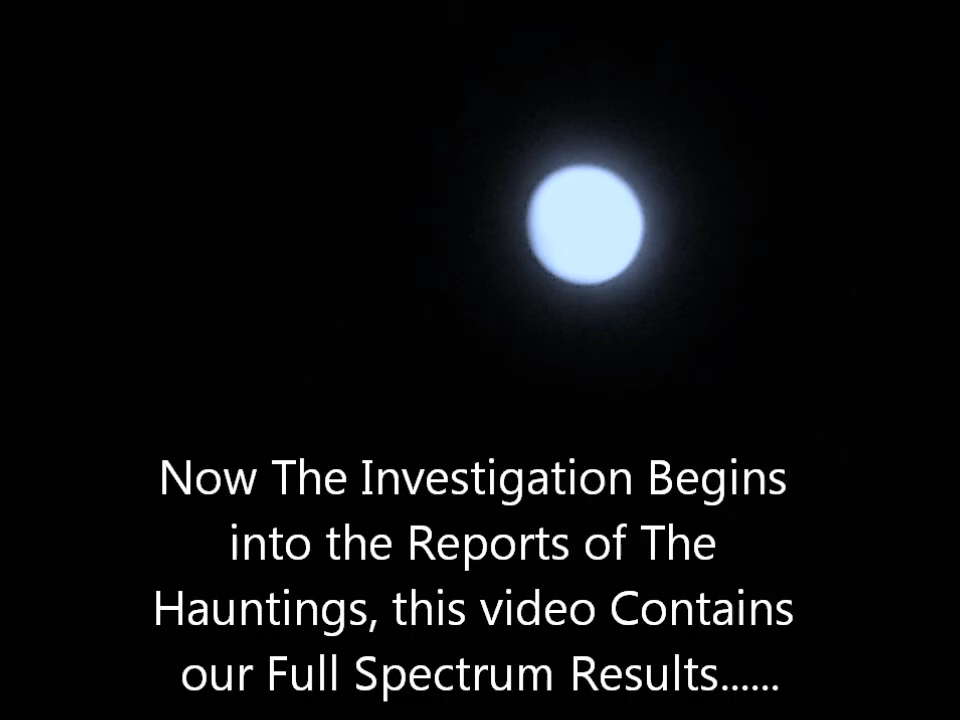 Now The Investigation Begins
into the Reports of The
Hauntings, this video Contains
our Full Spectrum Results......